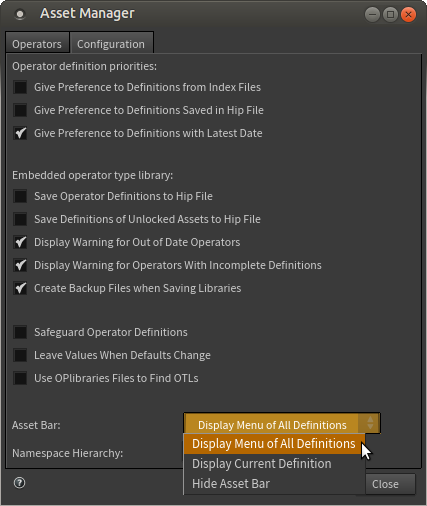 Asset Manager
Operators
Configuration
Operator definition priorities:
Give Preference to Definitions from Index Files
Give Preference to Definitions Saved in Hip File
Give Preference to Definitions with Latest Date
Embedded operator type library:
Save Operator Definitions to Hip File
Save Definitions of Unlocked Assets to Hip File
Display Warning for Out of Date Operators
Display Warning for Operators With Incomplete Definitions
Create Backup Files when Saving Libraries
Safeguard Operator Definitions
Leave Values When Defaults Change
Use OPlibraries Files to Find OTLs
Asset Bar:
Display Menu of All Definitions
Display Menu of All Definitions
Namespace Hierarchy:
Display Current Definition
Hide Asset Bar
?
Close